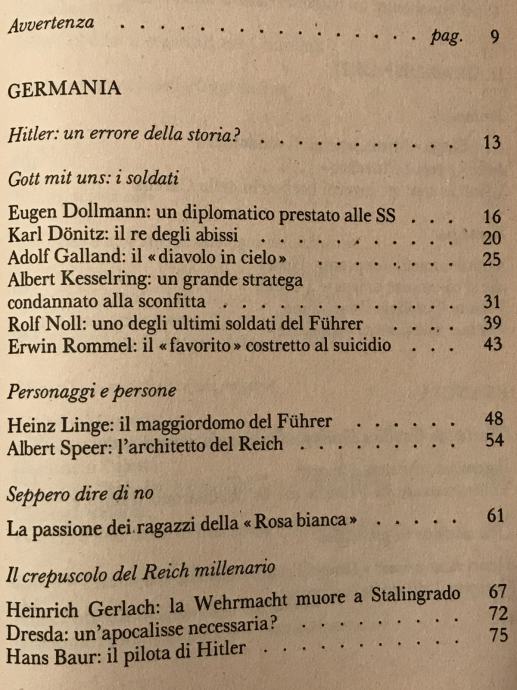 Avvertenza . . . . . . . . . . . . . . . . pag. 9
GERMANIA
Hitler: un errore della storia? . . . . . . . . . . . 13
Gott mit uns: i soldati
Eugen Dollmann: un diplomatico prestato alle SS . . . 16
Karl Dönitz: il re degli abissi . . . . . . . . . . . 20
Adolf Galland: il «diavolo in cielo» . . . . . . . . 25
Albert Kesselring: un grande stratega
condannato alla sconfitta . . . . . . . . . . . . . 31
Rolf Noll: uno degli ultimi soldati del Führer . . . . 39
Erwin Rommel: il «favorito» costretto al suicidio . . . 43
Personaggi e persone
Heinz Linge: il maggiordomo del Führer . . . . . . 48
Albert Speer: l'architetto del Reich . . . . . . . . . 54
Seppero dire di no
La passione dei ragazzi della «Rosa bianca» . . . . . 61
Il crepuscolo del Reich millenario
Heinrich Gerlach: la Wehrmacht muore a Stalingrado 67
Dresda: un'apocalisse necessaria? . . . . . . . . . 72
Hans Baur: il pilota di Hitler . . . . . . . . . . . 75